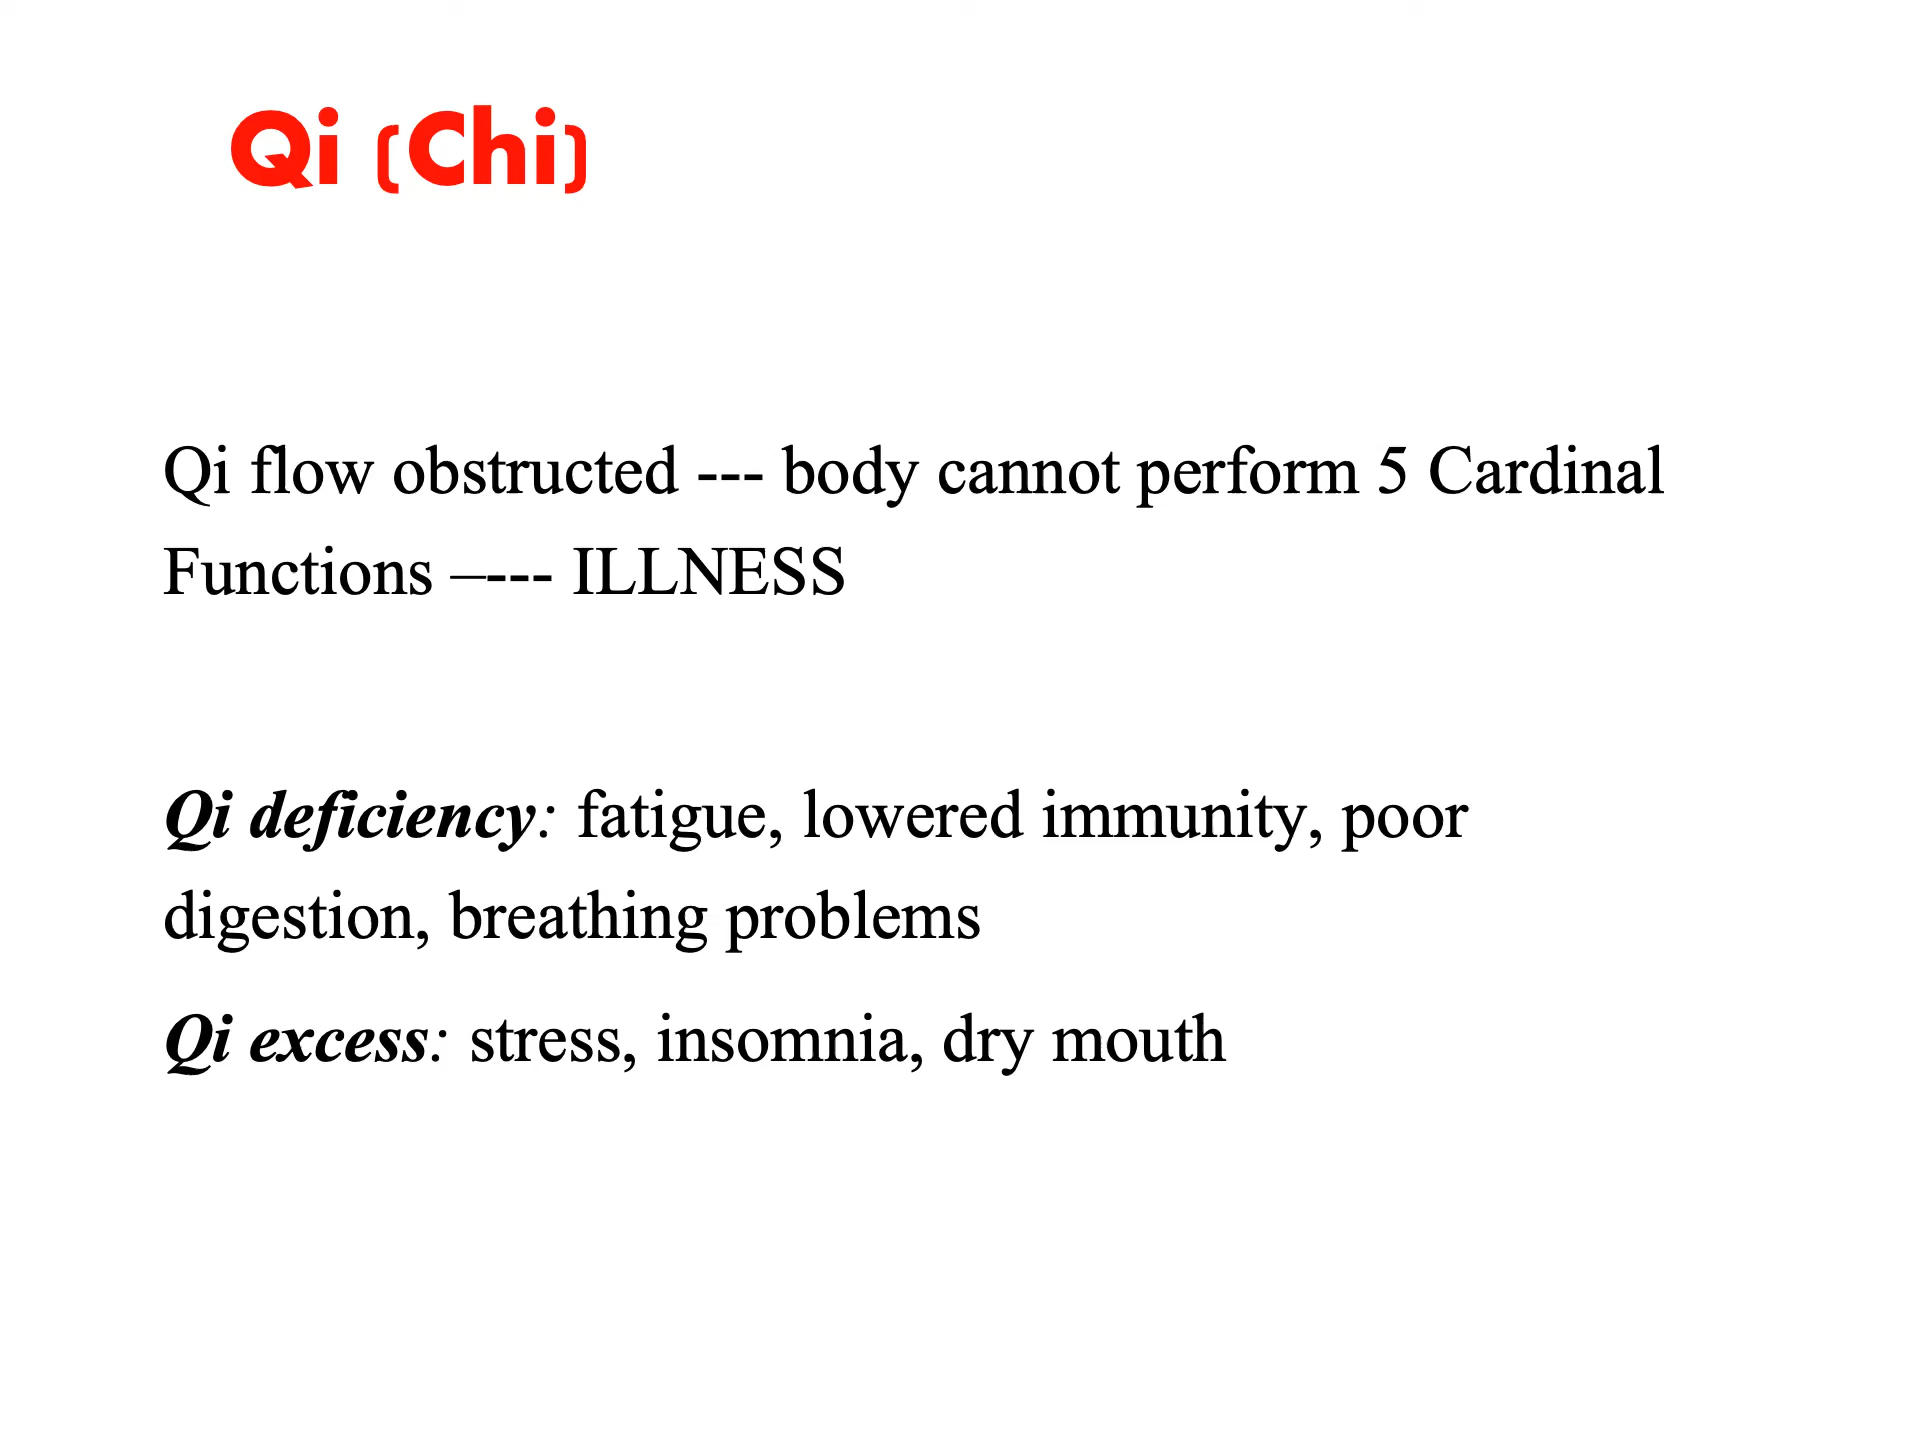 Qi (Chi)
Qi flow obstructed --- body cannot perform 5 Cardinal
Functions –--- ILLNESS
Qi deficiency: fatigue, lowered immunity, poor
digestion, breathing problems
Qi excess: stress, insomnia, dry mouth